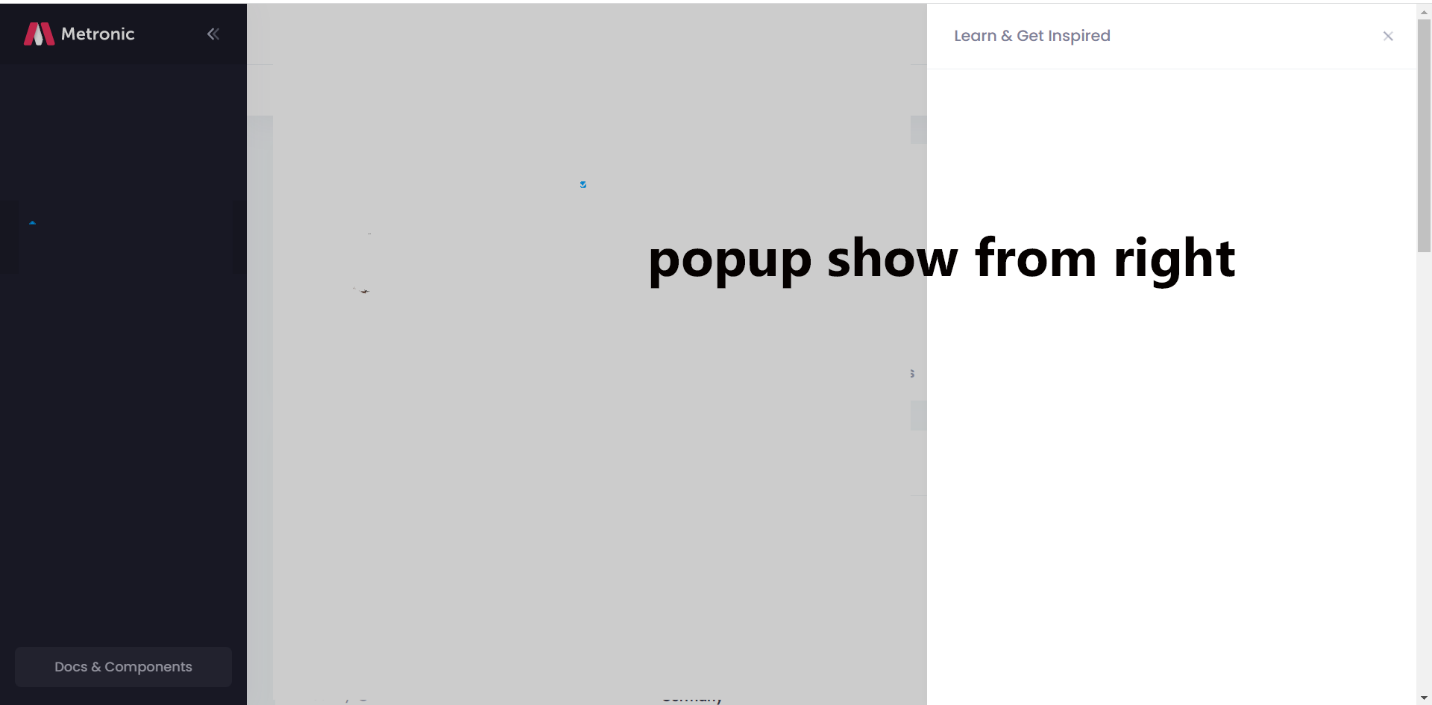 Metronic
Learn & Get Inspired
popup show from right
s
Docs & Components